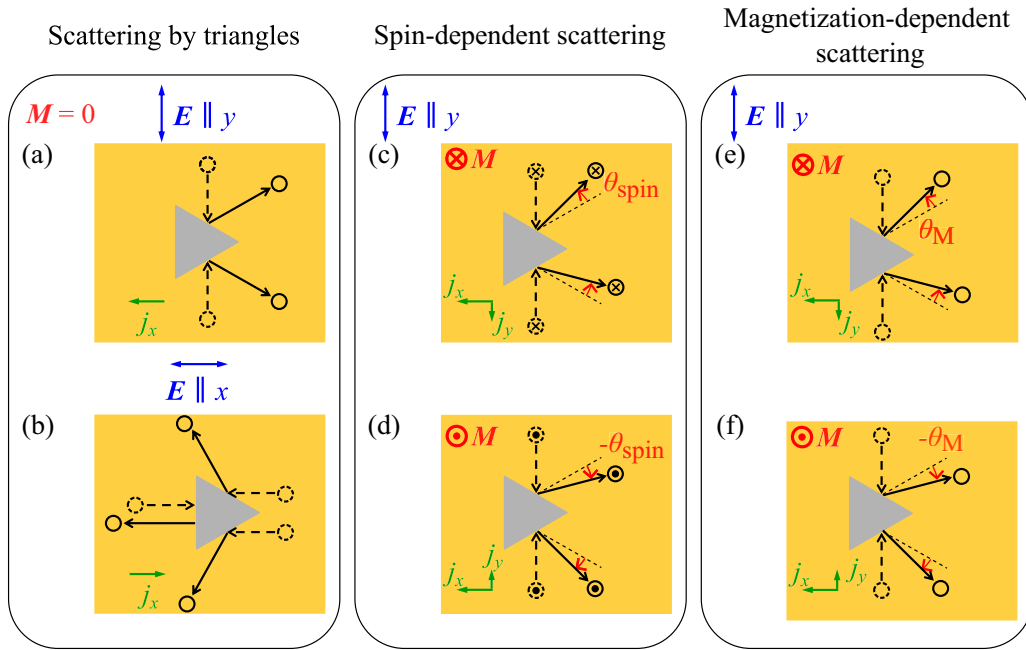 Scattering by triangles
Spin-dependent scattering
Magnetization-dependent
scattering
M = 0
E ∥ y
E ∥ y
E ∥ y
(a)
jx
(c)
M
θspin
jx
jy
(e)
M
θM
jx
jy
E ∥ x
(b)
jx
(d)
M
-θspin
jy
jx
(f)
M
-θM
jx
jy